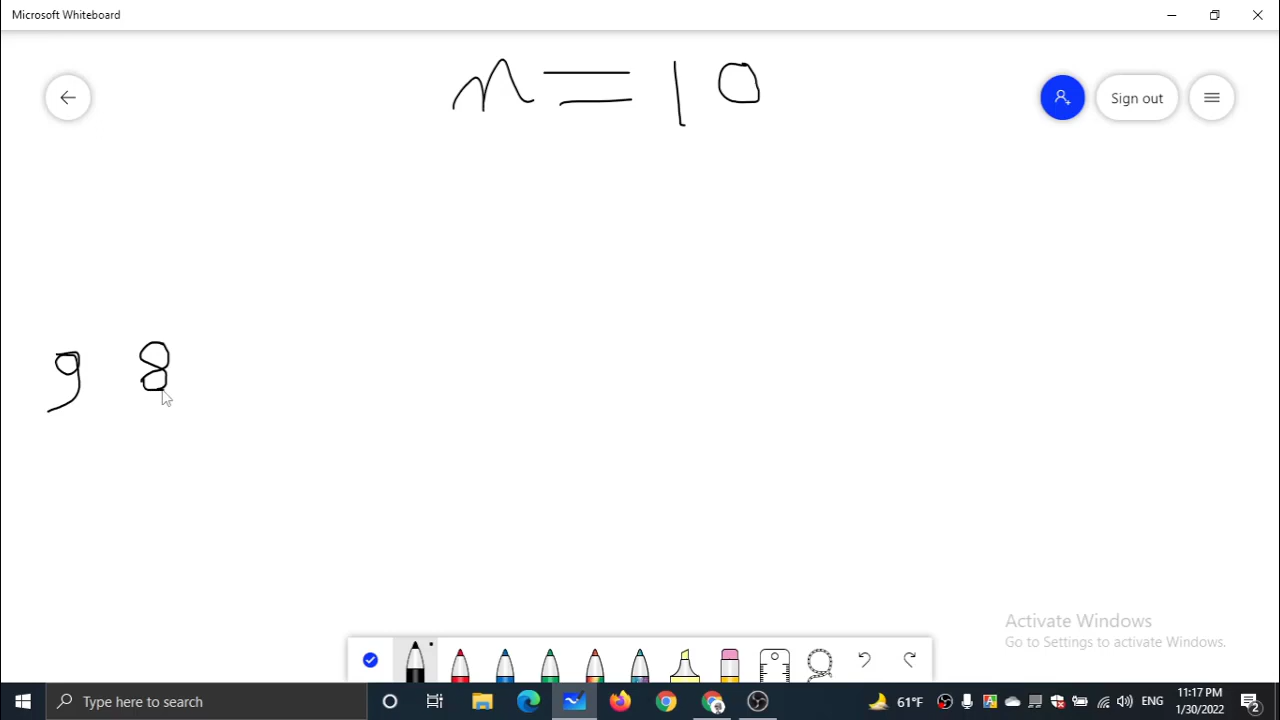 Microsoft Whiteboard
n = 10
Sign out
9 8
Activate Windows
Go to Settings to activate Windows.
Type here to search
61°F
ENG
11:17 PM
1/30/2022
2